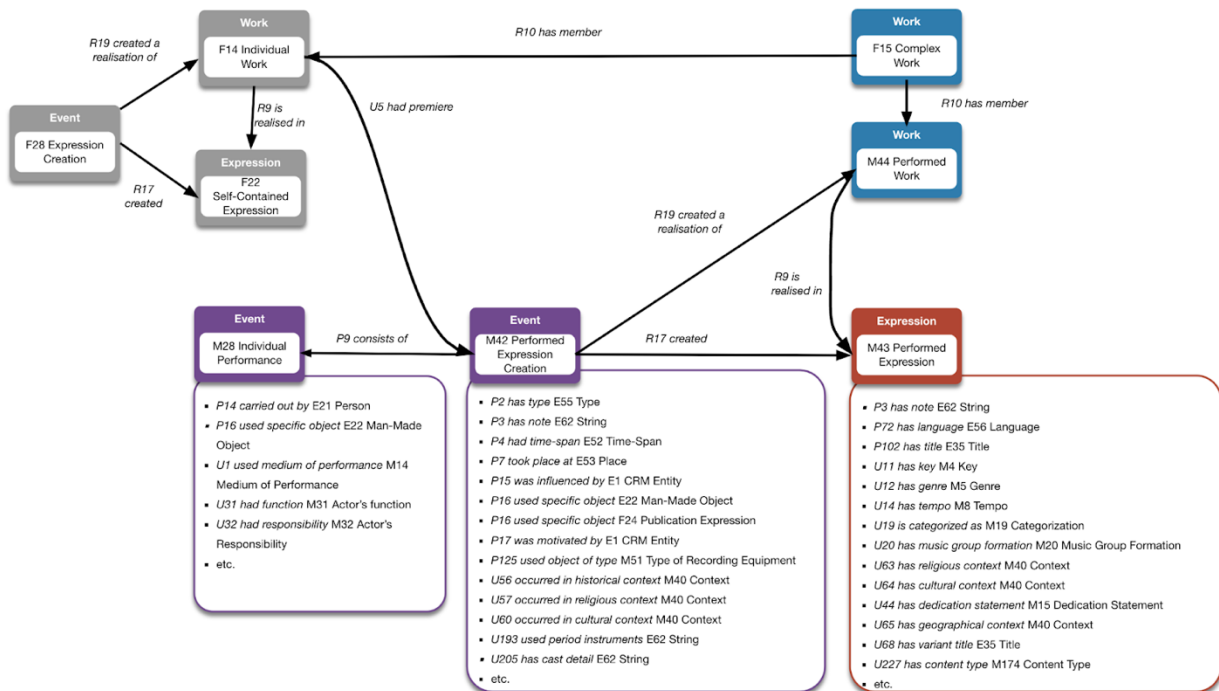 Work
F14 Individual
Work
R19 created a
realisation of
R10 has member
Work
F15 Complex
Work
R9 is
realised in
U5 had premiere
R10 has member
Event
F28 Expression
Creation
R17
created
Expression
F22
Self-Contained
Expression
Work
M44 Performed
Work
R19 created a
realisation of
R9 is
realised in
Event
M28 Individual
Performance
P9 consists of
Event
M42 Performed
Expression
Creation
R17 created
Expression
M43 Performed
Expression
▪ P14 carried out by E21 Person
▪ P16 used specific object E22 Man-Made
Object
▪ U1 used medium of performance M14
Medium of Performance
▪ U31 had function M31 Actor's function
▪ U32 had responsibility M32 Actor's
Responsibility
▪ etc.
▪ P2 has type E55 Type
▪ P3 has note E62 String
▪ P4 had time-span E52 Time-Span
▪ P7 took place at E53 Place
▪ P15 was influenced by E1 CRM Entity
▪ P16 used specific object E22 Man-Made Object
▪ P16 used specific object F24 Publication Expression
▪ P17 was motivated by E1 CRM Entity
▪ P125 used object of type M51 Type of Recording Equipment
▪ U56 occurred in historical context M40 Context
▪ U57 occurred in religious context M40 Context
▪ U60 occurred in cultural context M40 Context
▪ U193 used period instruments E62 String
▪ U205 has cast detail E62 String
▪ etc.
▪ P3 has note E62 String
▪ P72 has language E56 Language
▪ P102 has title E35 Title
▪ U11 has key M4 Key
▪ U12 has genre M5 Genre
▪ U14 has tempo M8 Tempo
▪ U19 is categorized as M19 Categorization
▪ U20 has music group formation M20 Music Group Formation
▪ U63 has religious context M40 Context
▪ U64 has cultural context M40 Context
▪ U44 has dedication statement M15 Dedication Statement
▪ U65 has geographical context M40 Context
▪ U68 has variant title E35 Title
▪ U227 has content type M174 Content Type
▪ etc.